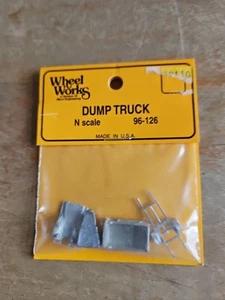 Wheel
Works
DUMP TRUCK
N scale 96-126
MADE IN U.S.A.